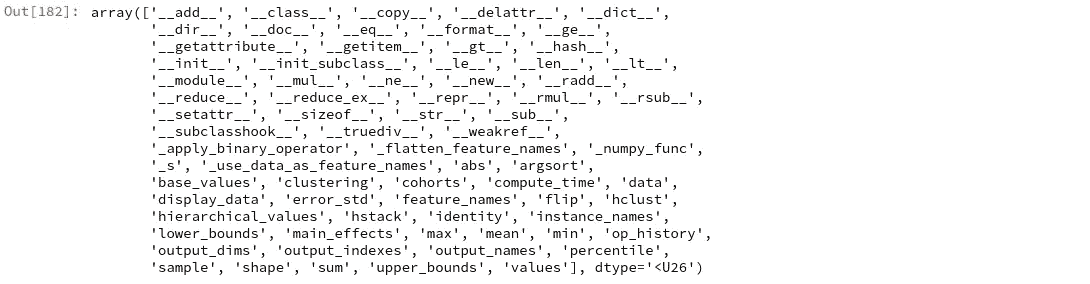 Out[182]: array(['__add__', '__class__', '__copy__', '__delattr__', '__dict__',
'__dir__', '__doc__', '__eq__', '__format__', '__ge__',
'__getattribute__', '__getitem__', '__gt__', '__hash__',
'__init__', '__init_subclass__', '__le__', '__len__', '__lt__',
'__module__', '__mul__', '__ne__', '__new__', '__radd__',
'__reduce__', '__reduce_ex__', '__repr__', '__rmul__', '__rsub__',
'__setattr__', '__sizeof__', '__str__', '__sub__',
'__subclasshook__', '__truediv__', '__weakref__',
'_apply_binary_operator', '_flatten_feature_names', '_numpy_func',
'_s', '_use_data_as_feature_names', 'abs', 'argsort',
'base_values', 'clustering', 'cohorts', 'compute_time', 'data',
'display_data', 'error_std', 'feature_names', 'flip', 'hclust',
'hierarchical_values', 'hstack', 'identity', 'instance_names',
'lower_bounds', 'main_effects', 'max', 'mean', 'min', 'op_history',
'output_dims', 'output_indexes', 'output_names', 'percentile',
'sample', 'shape', 'sum', 'upper_bounds', 'values'], dtype='<U26')